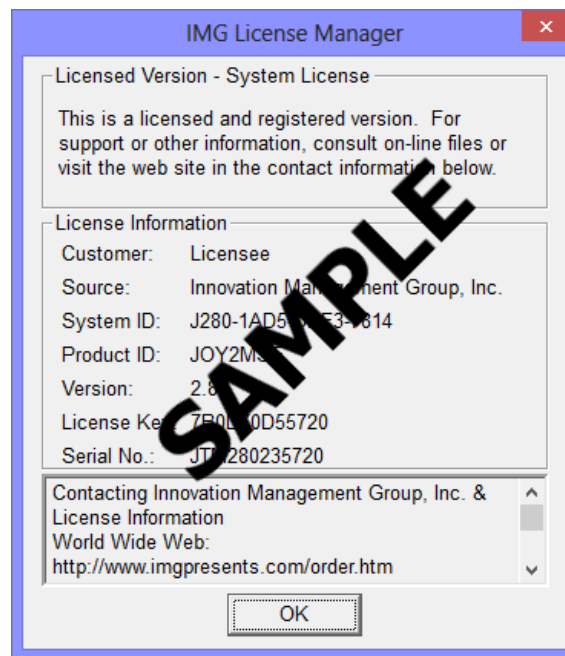 IMG License Manager
Licensed Version - System License
This is a licensed and registered version. For
support or other information, consult on-line files or
visit the web site in the contact information below.
License Information
Customer: Licensee
Source: Innovation Management Group, Inc.
System ID:
Product ID:
Version:
License Key:
Serial No.:
Contacting Innovation Management Group, Inc. &
License Information
World Wide Web:
http://www.imgpresents.com/order.htm
OK
SAMPLE